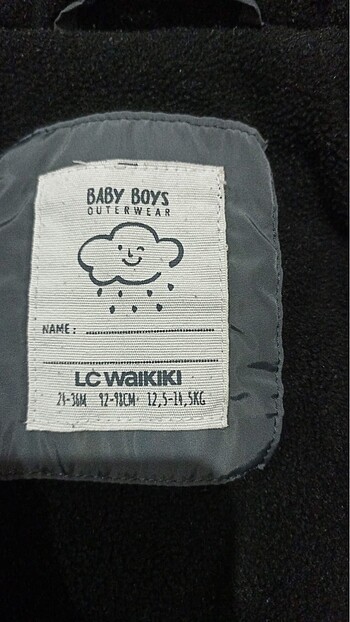 BABY BOYS
OUTERWEAR
NAME :
LC WAIKIKI
24-36M 92-98CM 12,5-14,5KG